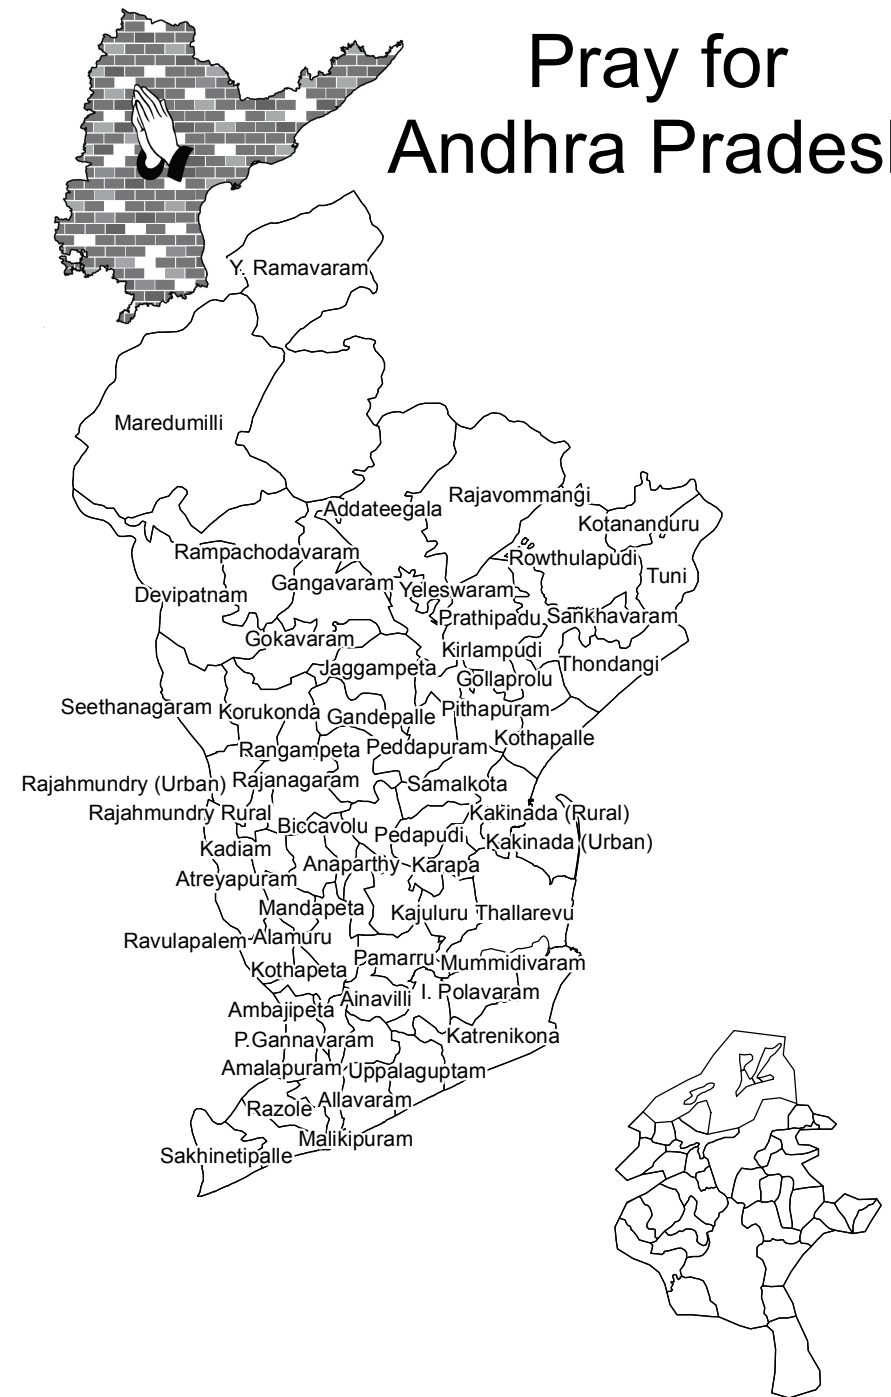 Pray for
Andhra Prades
Y. Ramavaram
Maredumilli
Rajavommangi
Addateegala
Kotananduru
Rampachodavaram
Rowthulapudi
Tuni
Gangavaram
Yeleswaram
Devipatnam
Prathipadu
Sankhavaram
Gokavaram
Kirlampudi
Jaggampeta
Thondangi
Gollaprolu
Seethanagaram
Korukonda
Gandepalle
Pithapuram
Rangampeta
Peddapuram
Kothapalle
Rajahmundry (Urban)
Rajanagaram
Samalkota
Rajahmundry Rural
Kakinada (Rural)
Biccavolu
Pedapudi
Kakinada (Urban)
Kadiam
Anaparthy
Karapa
Atreyapuram
Mandapeta
Kajuluru
Thallarevu
Ravulapalem
Alamuru
Pamarru
Mummidivaram
Kothapeta
Ainavilli
I. Polavaram
Ambajipeta
P.Gannavaram
Katrenikona
Amalapuram
Uppalaguptam
Razole
Allavaram
Malikipuram
Sakhinetipalle